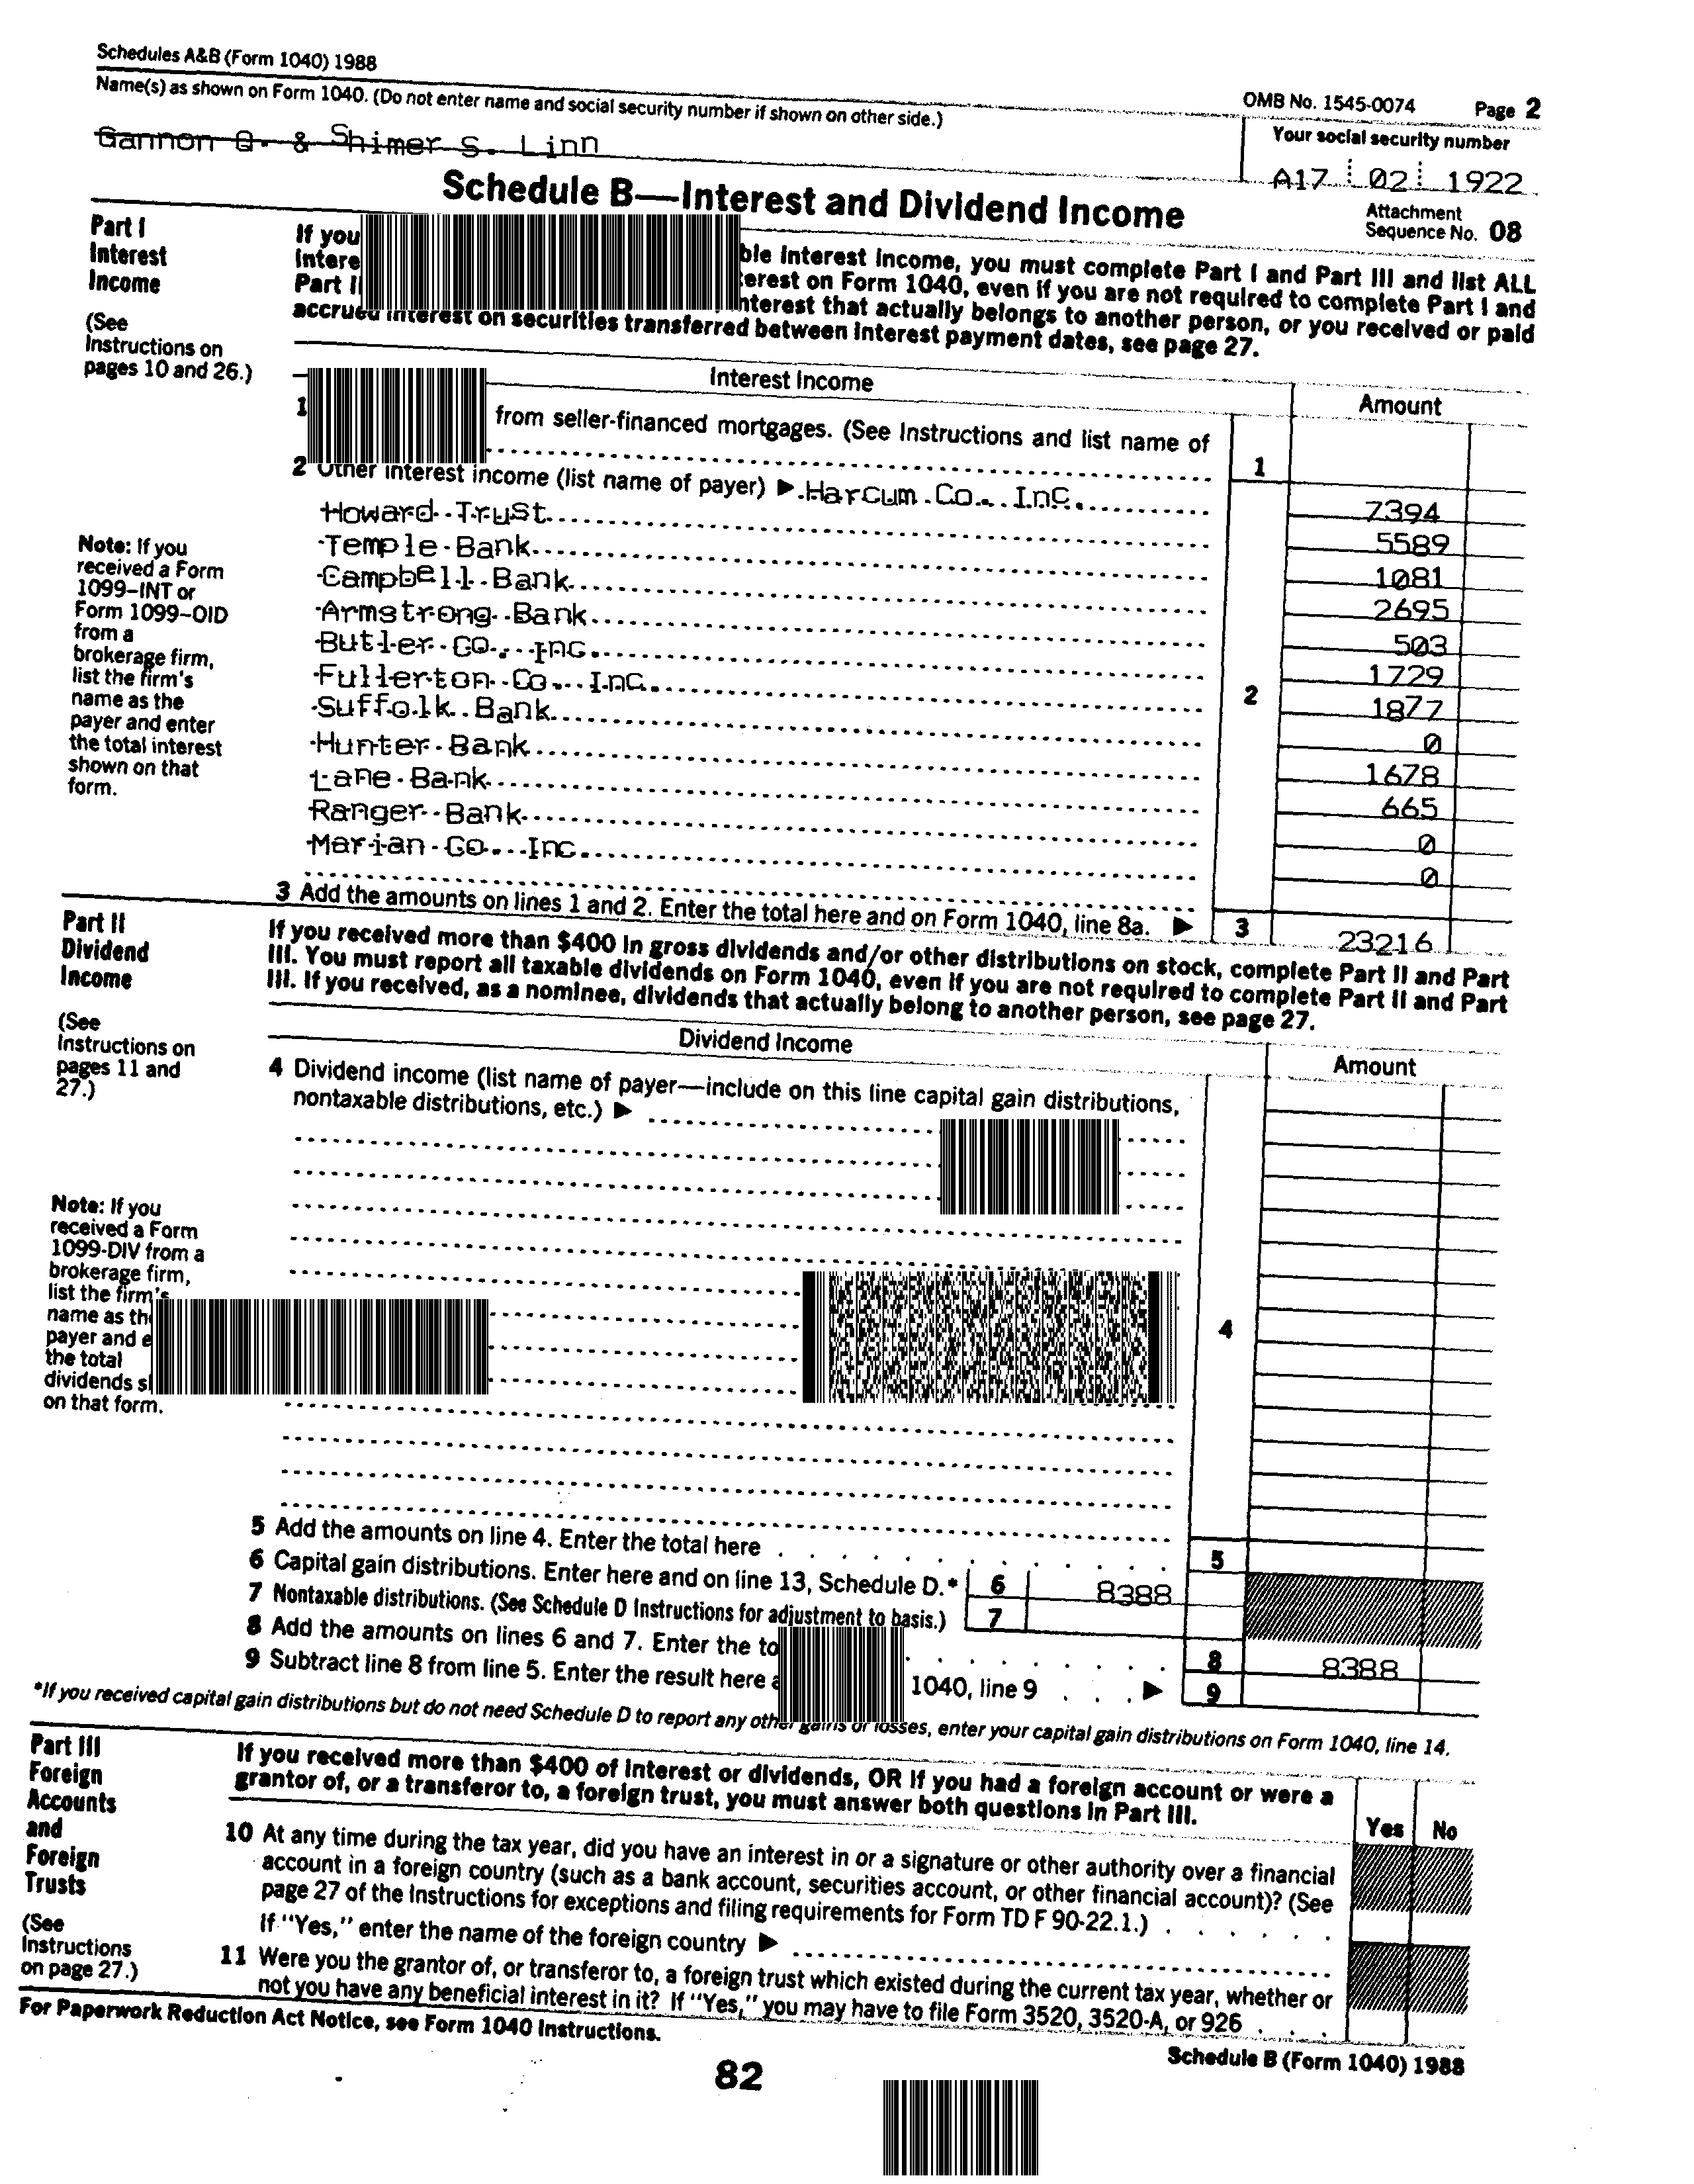 Schedules A&B (Form 1040) 1988
OMB No. 1545-0074 Page 2
Name(s) as shown on Form 1040. (Do not enter name and social security number if shown on other side.)
Your social security number
Gannon Q. & Shimer S. Linn
A17 02 1922
Schedule B—Interest and Dividend Income
Attachment
Sequence No. 08
Part I
Interest
Income
(See
Instructions on
pages 10 and 26.)
If you ble interest income, you must complete Part I and Part III and list ALL
intere erest on Form 1040, even if you are not required to complete Part I and
Part II nterest that actually belongs to another person, or you received or paid
accrued interest on securities transferred between interest payment dates, see page 27.
Interest Income
Amount
1 from seller-financed mortgages. (See Instructions and list name of
1
2 Other interest income (list name of payer) ▶ Harcum Co., Inc.
7394
Howard Trust
5589
Temple Bank
1081
Campbell Bank
2695
Armstrong Bank
503
Butler Co., Inc.
1729
Fullerton Co., Inc.
2
1877
Suffolk Bank
0
Hunter Bank
1678
Lane Bank
665
Ranger Bank
0
Marian Co., Inc.
0
Note: If you
received a Form
1099–INT or
Form 1099–OID
from a
brokerage firm,
list the firm's
name as the
payer and enter
the total interest
shown on that
form.
3 Add the amounts on lines 1 and 2. Enter the total here and on Form 1040, line 8a. ▶ 3 23216
Part II
Dividend
Income
(See
Instructions on
pages 11 and
27.)
If you received more than $400 in gross dividends and/or other distributions on stock, complete Part II and Part
III. You must report all taxable dividends on Form 1040, even if you are not required to complete Part II and Part
III. If you received, as a nominee, dividends that actually belong to another person, see page 27.
Dividend Income
Amount
4 Dividend income (list name of payer—include on this line capital gain distributions,
nontaxable distributions, etc.) ▶
4
Note: If you
received a Form
1099-DIV from a
brokerage firm,
list the firm's
name as the
payer and e
the total
dividends s
on that form.
5 Add the amounts on line 4. Enter the total here 5
6 Capital gain distributions. Enter here and on line 13, Schedule D.* 6 8388
7 Nontaxable distributions. (See Schedule D Instructions for adjustment to basis.) 7
8 Add the amounts on lines 6 and 7. Enter the to 8 8388
9 Subtract line 8 from line 5. Enter the result here a 1040, line 9 ▶ 9
*If you received capital gain distributions but do not need Schedule D to report any other gains or losses, enter your capital gain distributions on Form 1040, line 14.
Part III
Foreign
Accounts
and
Foreign
Trusts
(See
Instructions
on page 27.)
If you received more than $400 of interest or dividends, OR if you had a foreign account or were a
grantor of, or a transferor to, a foreign trust, you must answer both questions in Part III.
Yes No
10 At any time during the tax year, did you have an interest in or a signature or other authority over a financial
account in a foreign country (such as a bank account, securities account, or other financial account)? (See
page 27 of the Instructions for exceptions and filing requirements for Form TD F 90-22.1.)
If "Yes," enter the name of the foreign country ▶
11 Were you the grantor of, or transferor to, a foreign trust which existed during the current tax year, whether or
not you have any beneficial interest in it? If "Yes," you may have to file Form 3520, 3520-A, or 926
For Paperwork Reduction Act Notice, see Form 1040 Instructions.
Schedule B (Form 1040) 1988
82